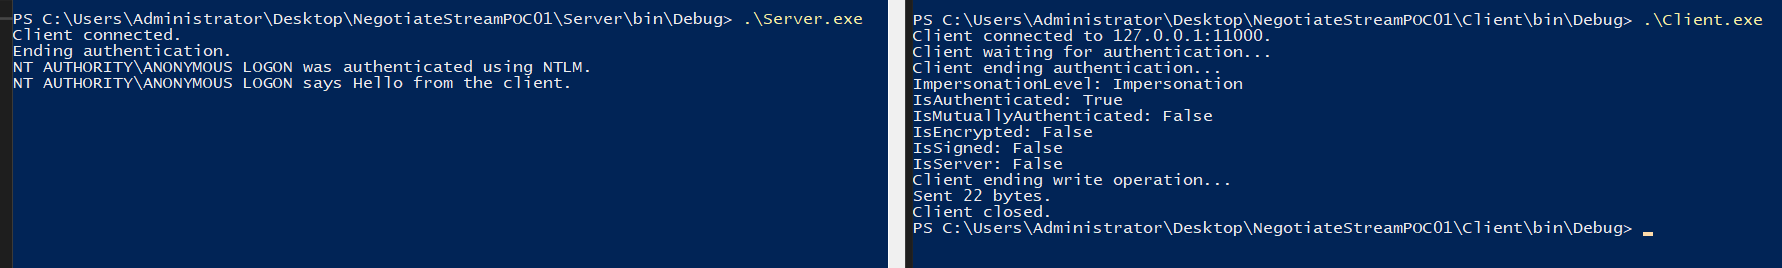 PS C:\Users\Administrator\Desktop\NegotiateStreamPOC01\Server\bin\Debug> .\Server.exe
Client connected.
Ending authentication.
NT AUTHORITY\ANONYMOUS LOGON was authenticated using NTLM.
NT AUTHORITY\ANONYMOUS LOGON says Hello from the client.
PS C:\Users\Administrator\Desktop\NegotiateStreamPOC01\Client\bin\Debug> .\Client.exe
Client connected to 127.0.0.1:11000.
Client waiting for authentication...
Client ending authentication...
ImpersonationLevel: Impersonation
IsAuthenticated: True
IsMutuallyAuthenticated: False
IsEncrypted: False
IsSigned: False
IsServer: False
Client ending write operation...
Sent 22 bytes.
Client closed.
PS C:\Users\Administrator\Desktop\NegotiateStreamPOC01\Client\bin\Debug>